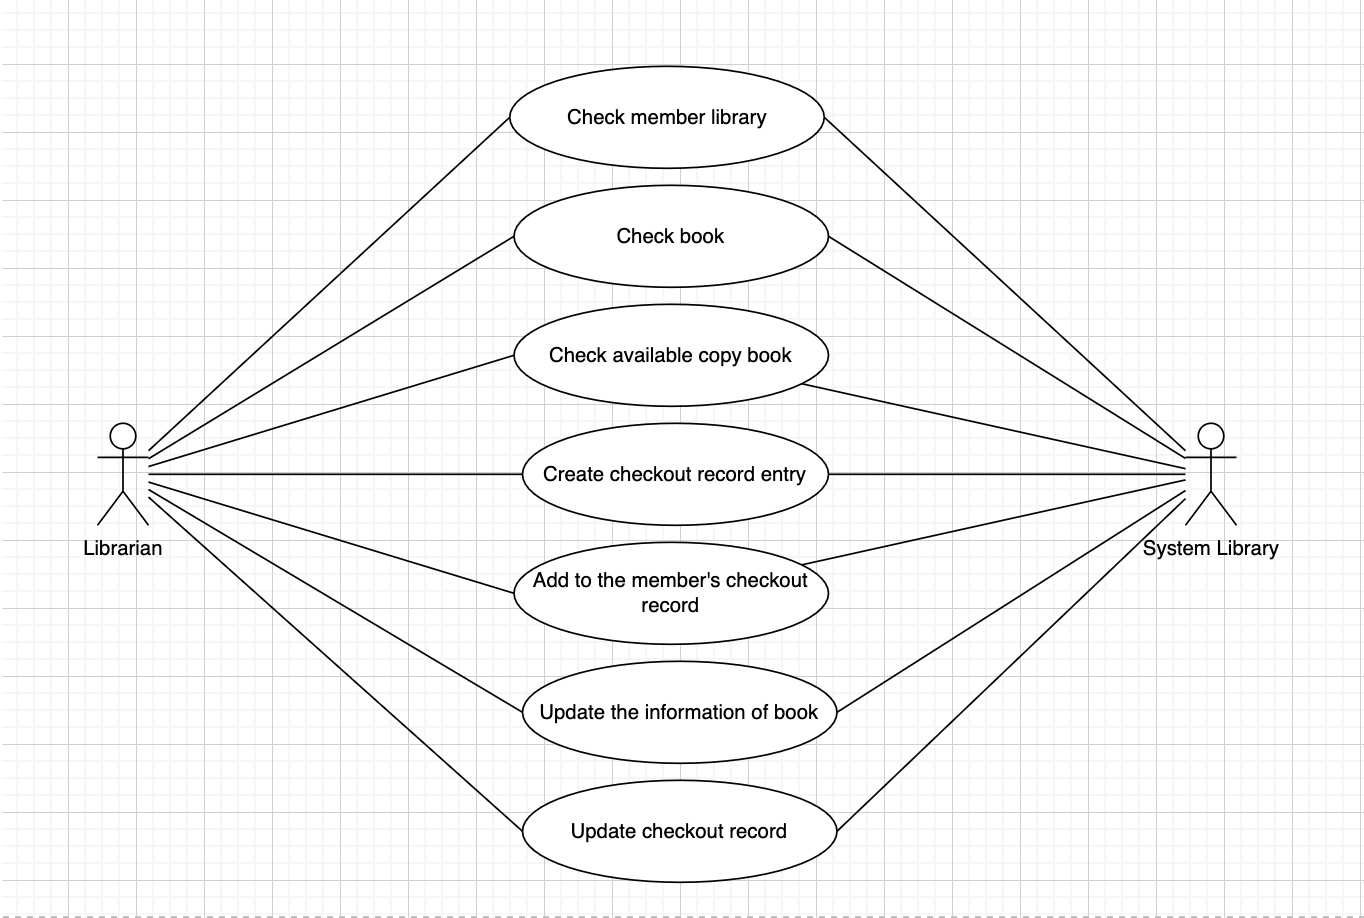 Check member library
Check book
Check available copy book
Create checkout record entry
Librarian
System Library
Add to the member's checkout
record
Update the information of book
Update checkout record